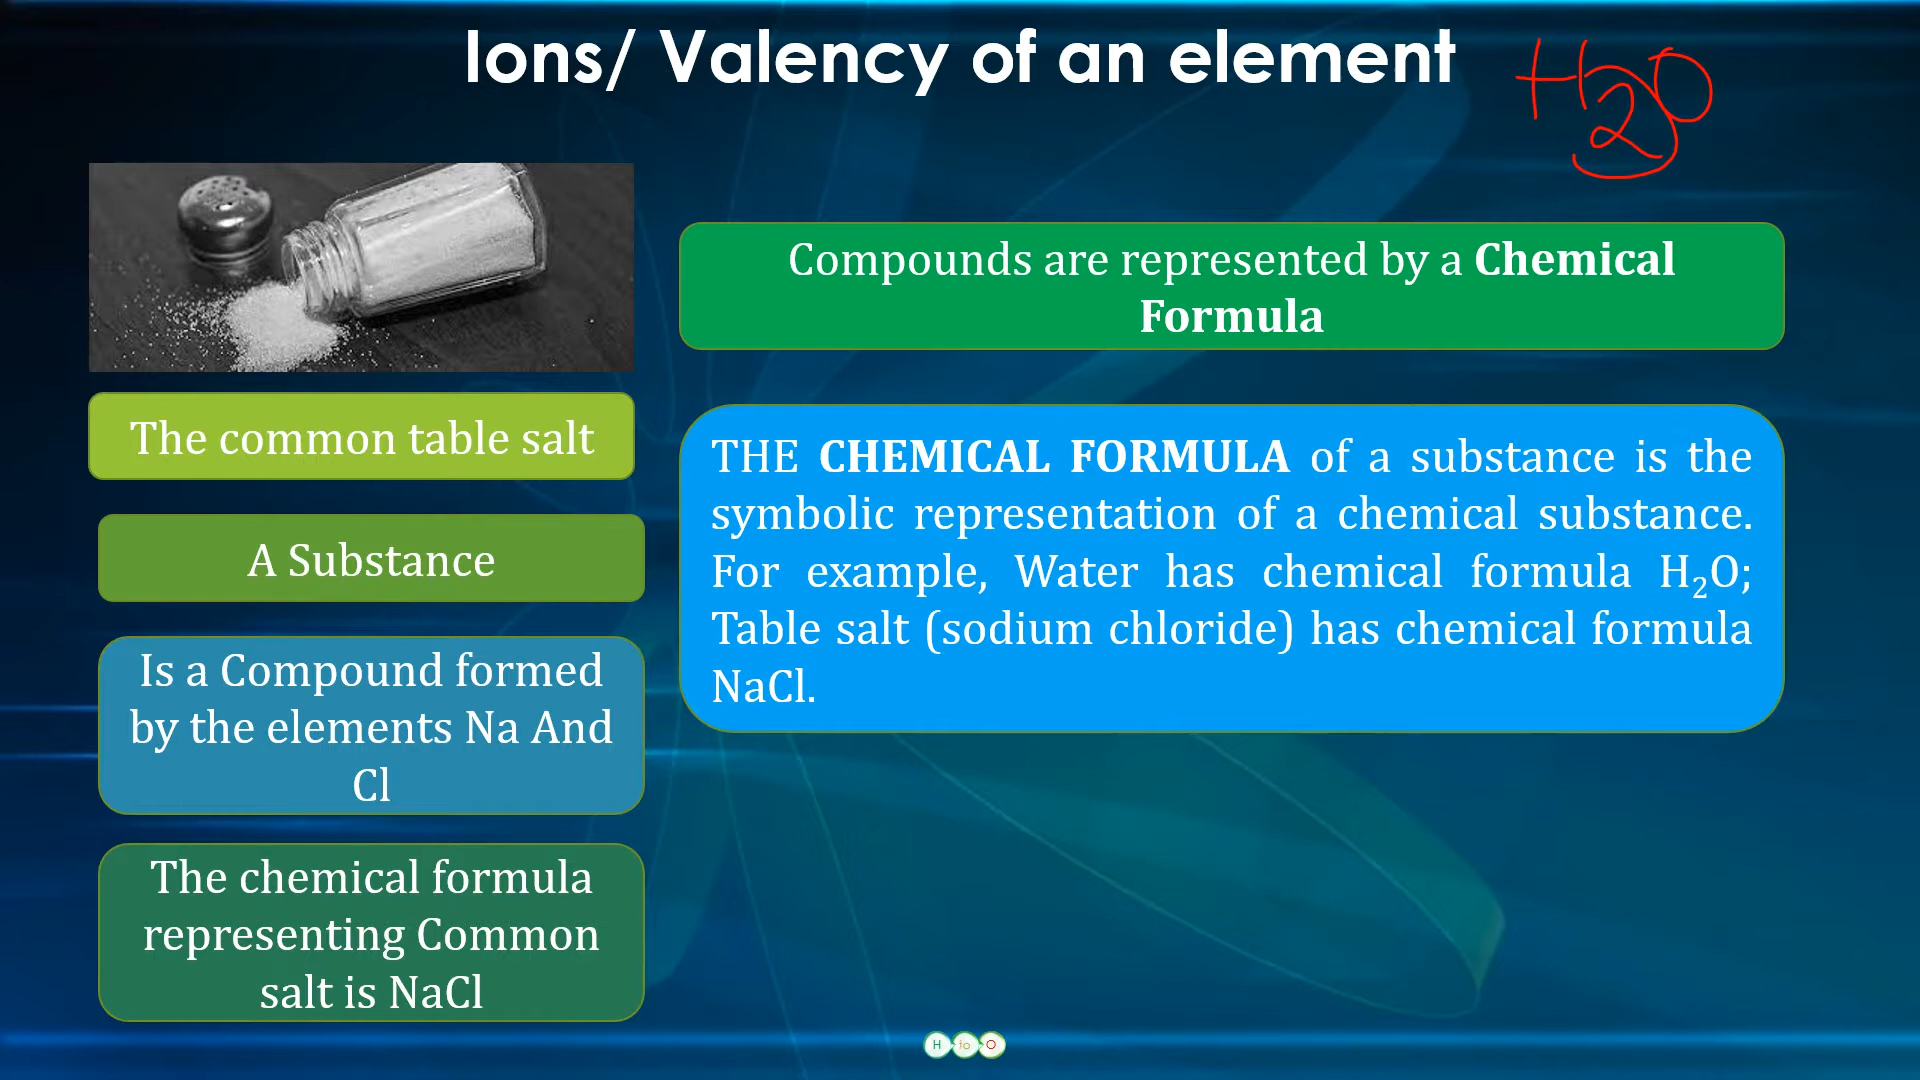 Ions/ Valency of an element
H2O
The common table salt
A Substance
Is a Compound formed
by the elements Na And
Cl
The chemical formula
representing Common
salt is NaCl
Compounds are represented by a Chemical
Formula
THE CHEMICAL FORMULA of a substance is the
symbolic representation of a chemical substance.
For example, Water has chemical formula H₂O;
Table salt (sodium chloride) has chemical formula
NaCl.
H fo O